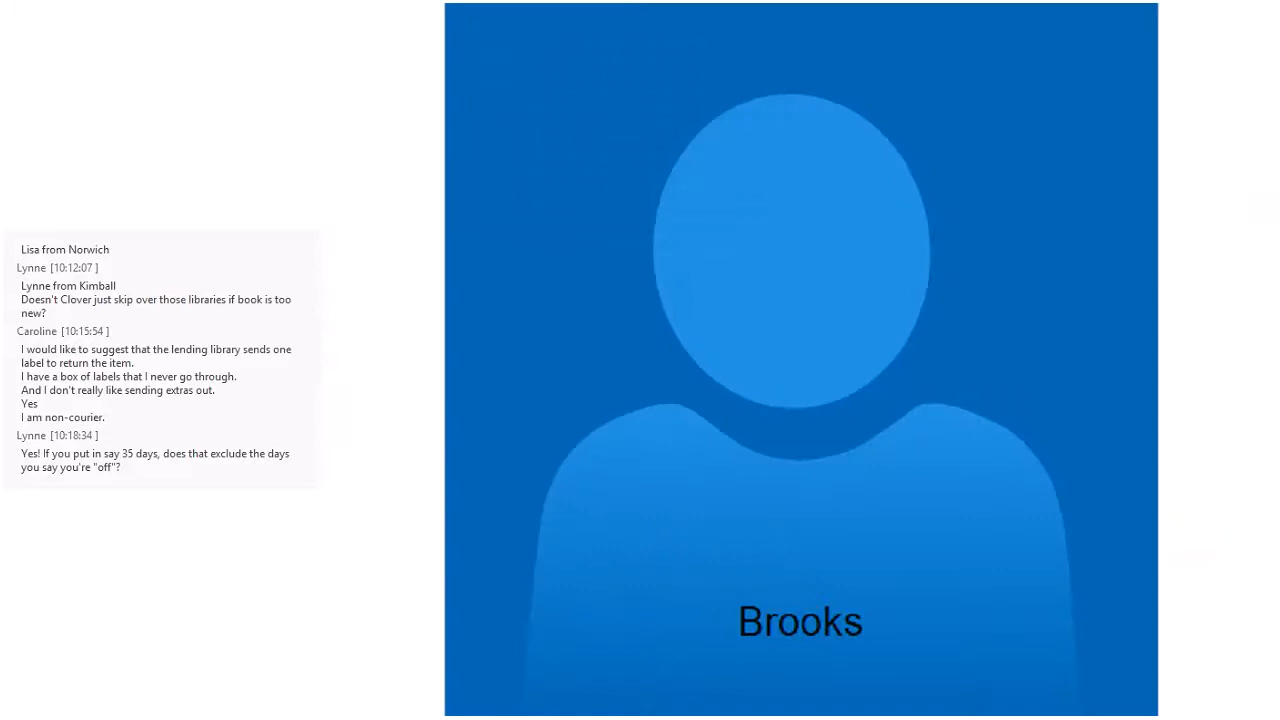 Lisa from Norwich
Lynne [10:12:07 ]
Lynne from Kimball
Doesn't Clover just skip over those libraries if book is too
new?
Caroline [10:15:54 ]
I would like to suggest that the lending library sends one
label to return the item.
I have a box of labels that I never go through.
And I don't really like sending extras out.
Yes
I am non-courier.
Lynne [10:18:34 ]
Yes! If you put in say 35 days, does that exclude the days
you say you're "off"?
Brooks